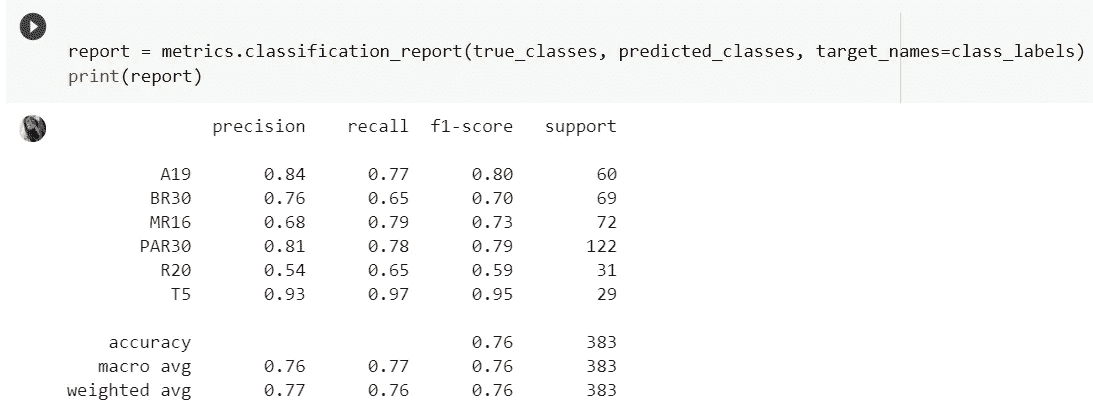 report = metrics.classification_report(true_classes, predicted_classes, target_names=class_labels)
print(report)
precision recall f1-score support
A19 0.84 0.77 0.80 60
BR30 0.76 0.65 0.70 69
MR16 0.68 0.79 0.73 72
PAR30 0.81 0.78 0.79 122
R20 0.54 0.65 0.59 31
T5 0.93 0.97 0.95 29
accuracy 0.76 383
macro avg 0.76 0.77 0.76 383
weighted avg 0.77 0.76 0.76 383